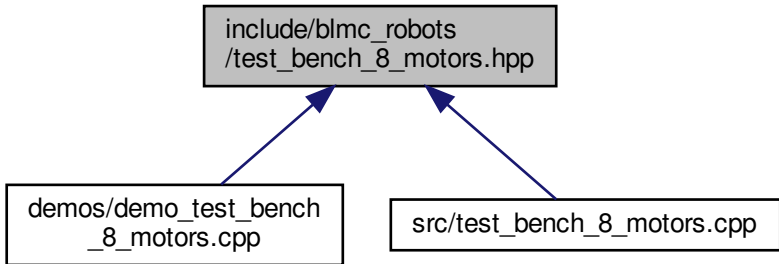 include/blmc_robots
/test_bench_8_motors.hpp
demos/demo_test_bench
_8_motors.cpp
src/test_bench_8_motors.cpp